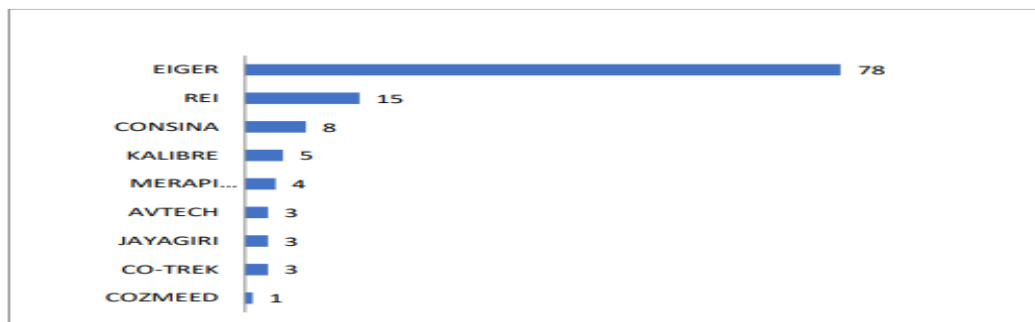 EIGER 78
REI 15
CONSINA 8
KALIBRE 5
MERAPI... 4
AVTECH 3
JAYAGIRI 3
CO-TREK 3
COZMEED 1